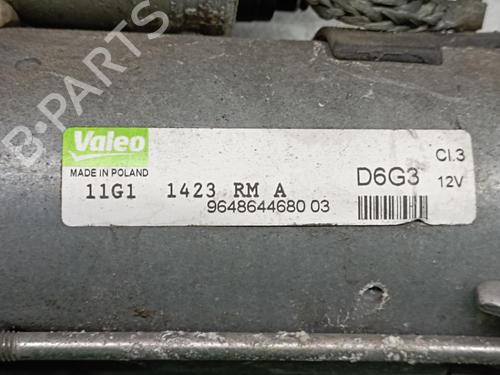 B-PARTS
Valeo
MADE IN POLAND
11G1 1423 RM A
9648644680 03
D6G3
Cl.3
12V